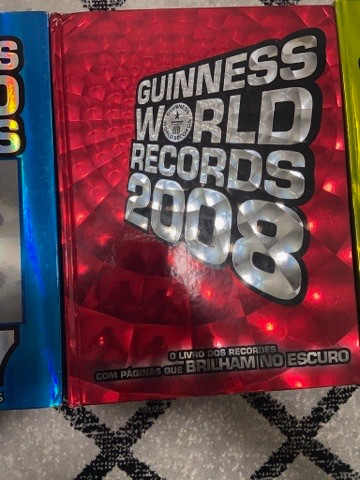 GUINNESS
WORLD
RECORDS
2008
O LIVRO DOS RECORDES
COM PÁGINAS QUE BRILHAM NO ESCURO